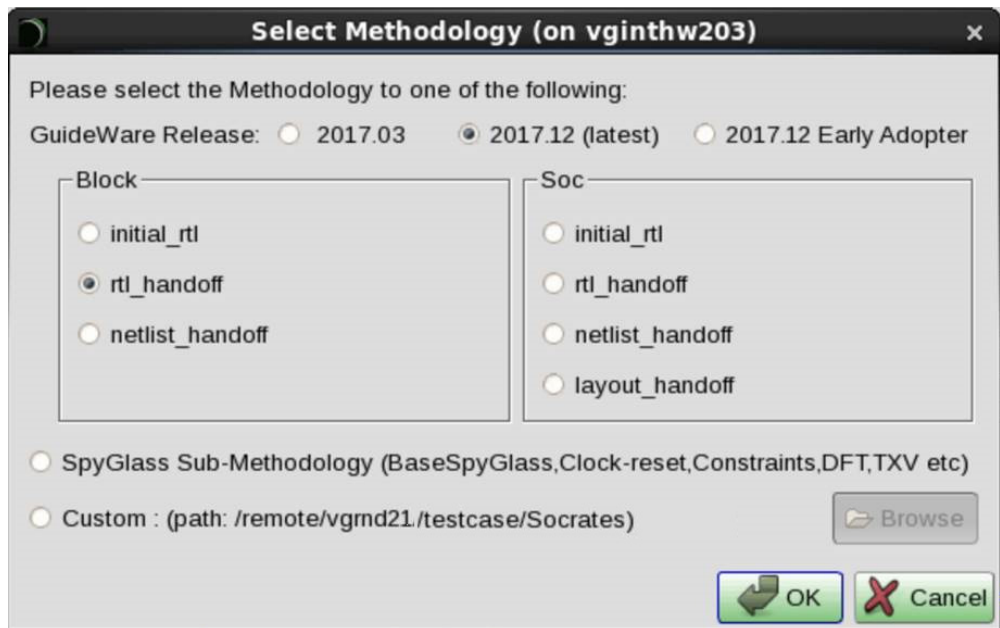 Select Methodology (on vginthw203)
Please select the Methodology to one of the following:
GuideWare Release: 2017.03 2017.12 (latest) 2017.12 Early Adopter
Block
initial_rtl
rtl_handoff
netlist_handoff
Soc
initial_rtl
rtl_handoff
netlist_handoff
layout_handoff
SpyGlass Sub-Methodology (BaseSpyGlass,Clock-reset,Constraints,DFT,TXV etc)
Custom : (path: /remote/vgrnd21./testcase/Socrates) Browse
OK Cancel